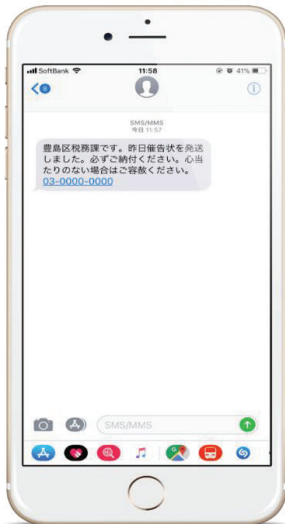 SoftBank 11:58 41%
SMS/MMS
今日 11:57
豊島区税務課です。昨日催告状を発送
しました。必ずご納付ください。心当
たりのない場合はご容赦ください。
03-0000-0000
SMS/MMS